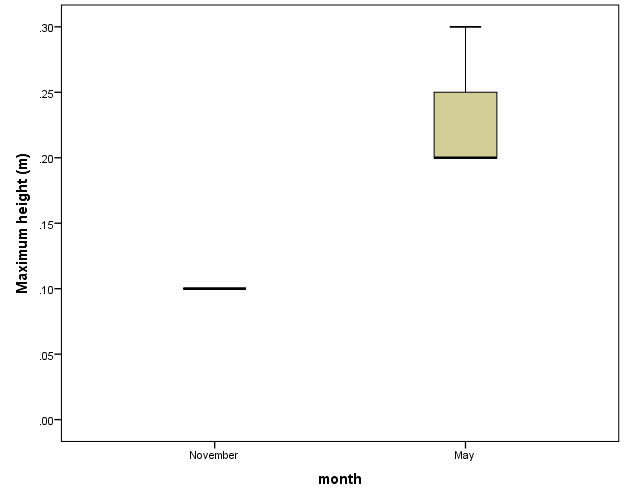 Maximum height (m)
.30
.25
.20
.15
.10
.05
.00
November May
month